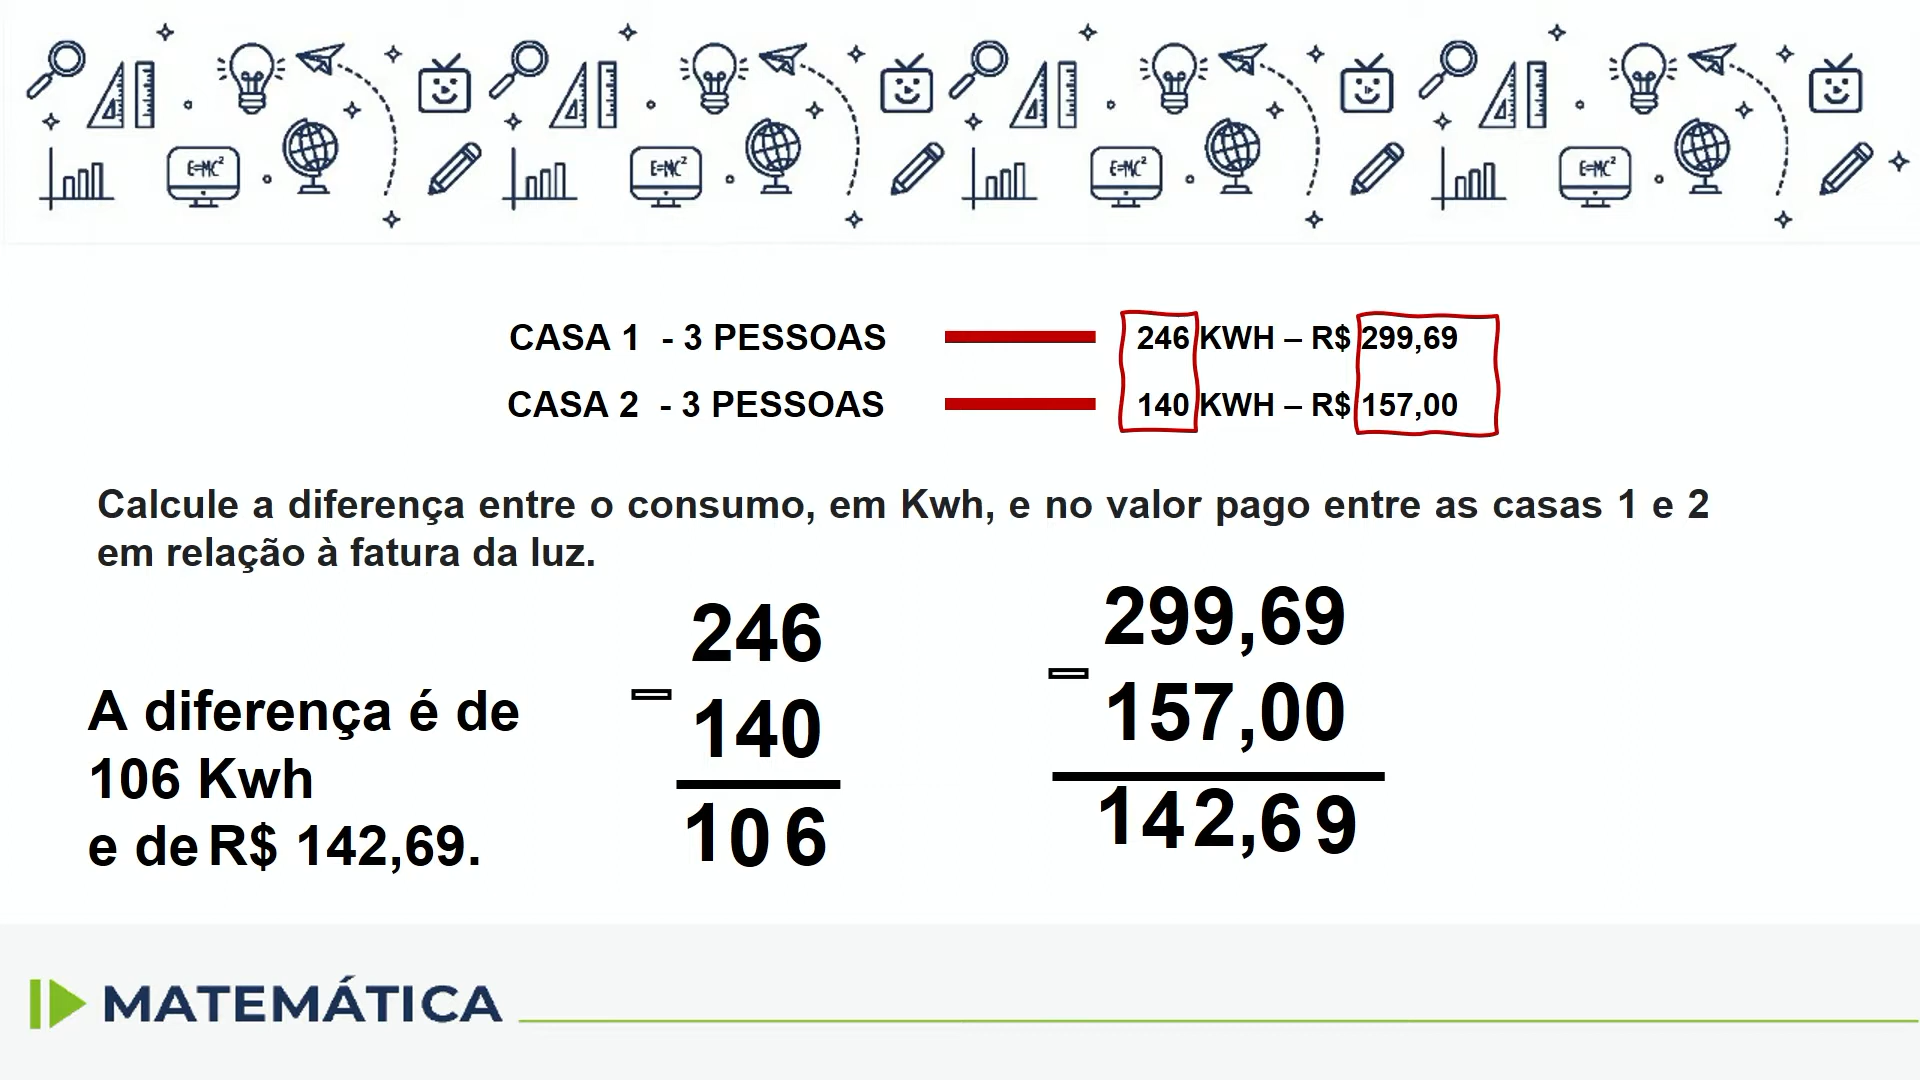 E=MC²
E=MC²
E=MC²
E=MC²
CASA 1 - 3 PESSOAS 246 KWH – R$ 299,69
CASA 2 - 3 PESSOAS 140 KWH – R$ 157,00
Calcule a diferença entre o consumo, em Kwh, e no valor pago entre as casas 1 e 2
em relação à fatura da luz.
A diferença é de
106 Kwh
e de R$ 142,69.
246
– 140
106
299,69
– 157,00
142,69
MATEMÁTICA